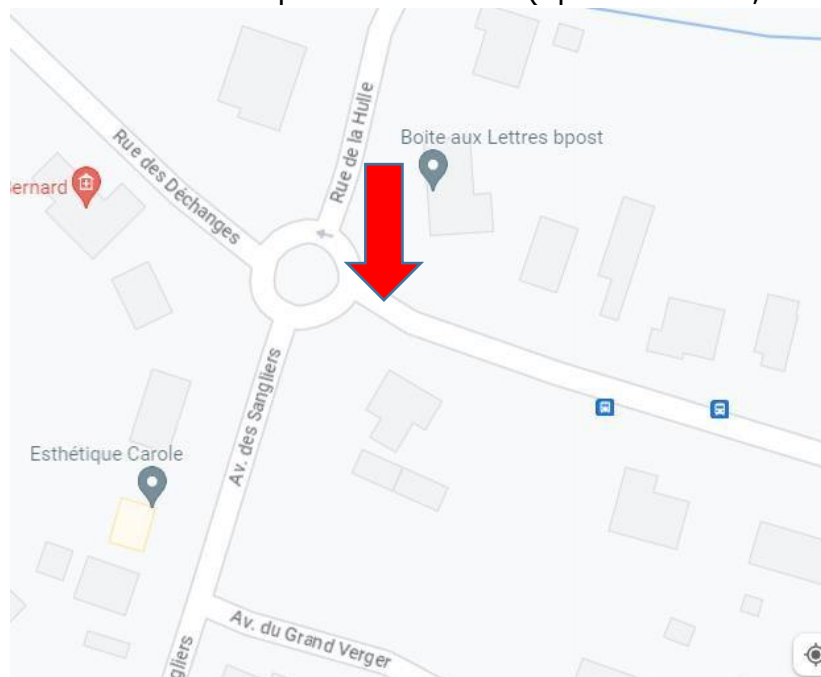 Rue de la Hulle
Boite aux Lettres bpost
Rue des Déchanges
ernard
Av. des Sangliers
Esthétique Carole
Av. du Grand Verger
gliers